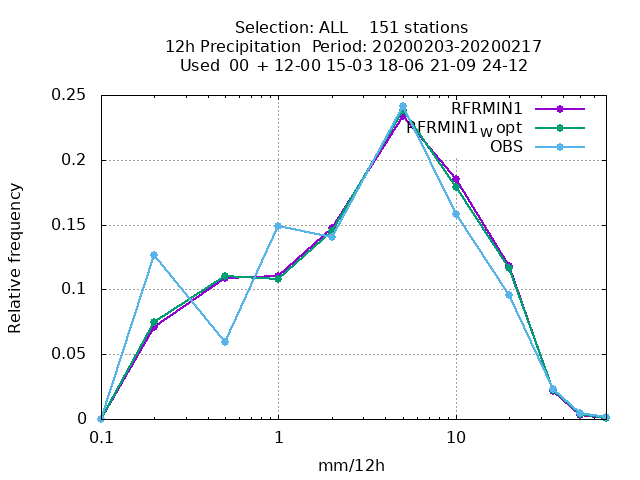 Selection: ALL    151 stations
12h Precipitation  Period: 20200203-20200217
Used  00  + 12-00 15-03 18-06 21-09 24-12
RFRMIN1
RFRMIN1w opt
OBS
Relative frequency
0.25
0.2
0.15
0.1
0.05
0
0.1 1 10
mm/12h